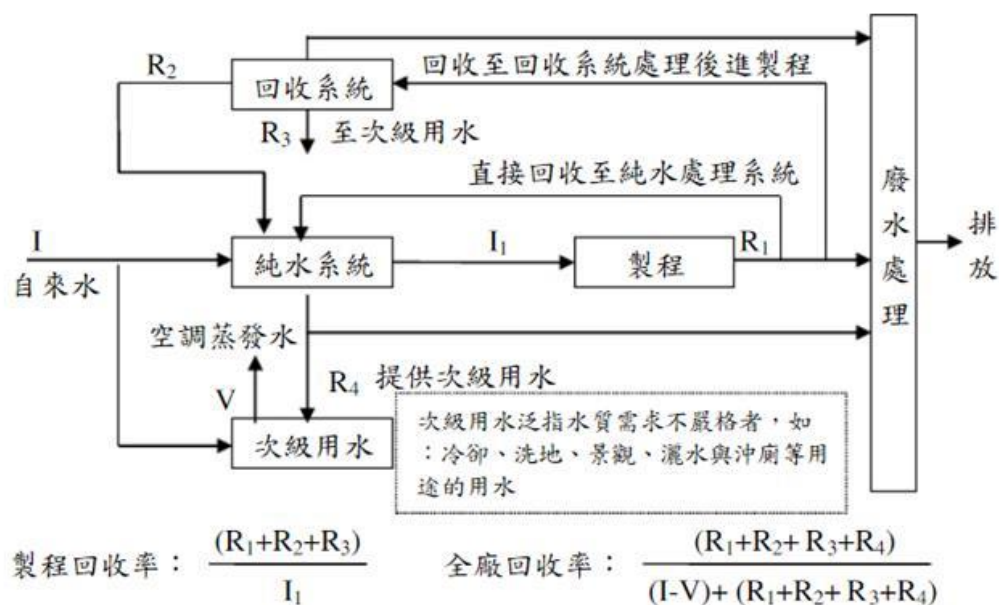 R₂
回收系統
回收至回收系統處理後進製程
R₃ 至次級用水
直接回收至純水處理系統
I
自來水
純水系統
I₁
製程
R₁
廢水處理
排放
空調蒸發水
V
R₄ 提供次級用水
次級用水
次級用水泛指水質需求不嚴格者,如
:冷卻、洗地、景觀、灑水與沖廁等用
途的用水
製程回收率: (R₁+R₂+R₃)
I₁
全廠回收率: (R₁+R₂+ R₃+R₄)
(I-V)+ (R₁+R₂+ R₃+R₄)